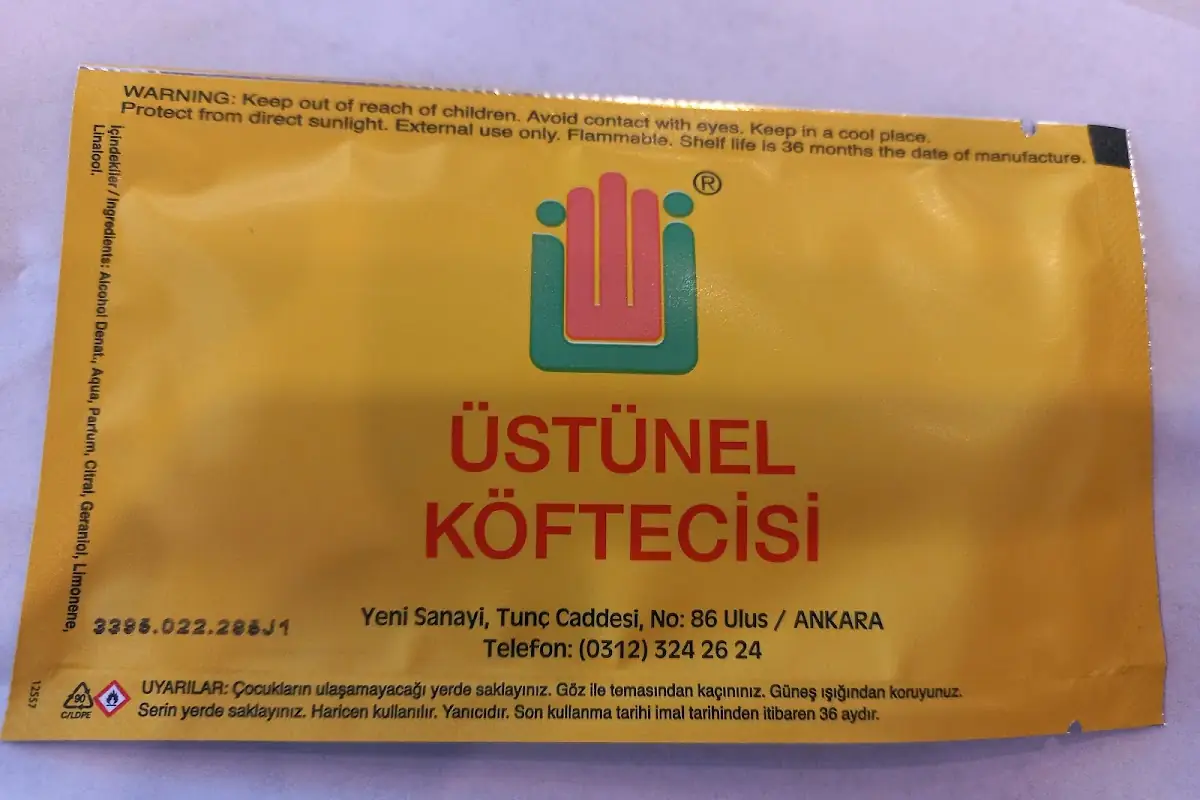 WARNING: Keep out of reach of children. Avoid contact with eyes. Keep in a cool place.
Protect from direct sunlight. External use only. Flammable. Shelf life is 36 months the date of manufacture.
İçindekiler / Ingredients: Alcohol Denat., Aqua, Parfum, Citral, Geraniol, Limonene,
Linalool.
®
ÜSTÜNEL
KÖFTECİSİ
3395.022.285J1
Yeni Sanayi, Tunç Caddesi, No: 86 Ulus / ANKARA
Telefon: (0312) 324 26 24
12557
90
C/LDPE
UYARILAR: Çocukların ulaşamayacağı yerde saklayınız. Göz ile temasından kaçınınız. Güneş ışığından koruyunuz.
Serin yerde saklayınız. Haricen kullanılır. Yanıcıdır. Son kullanma tarihi imal tarihinden itibaren 36 aydır.